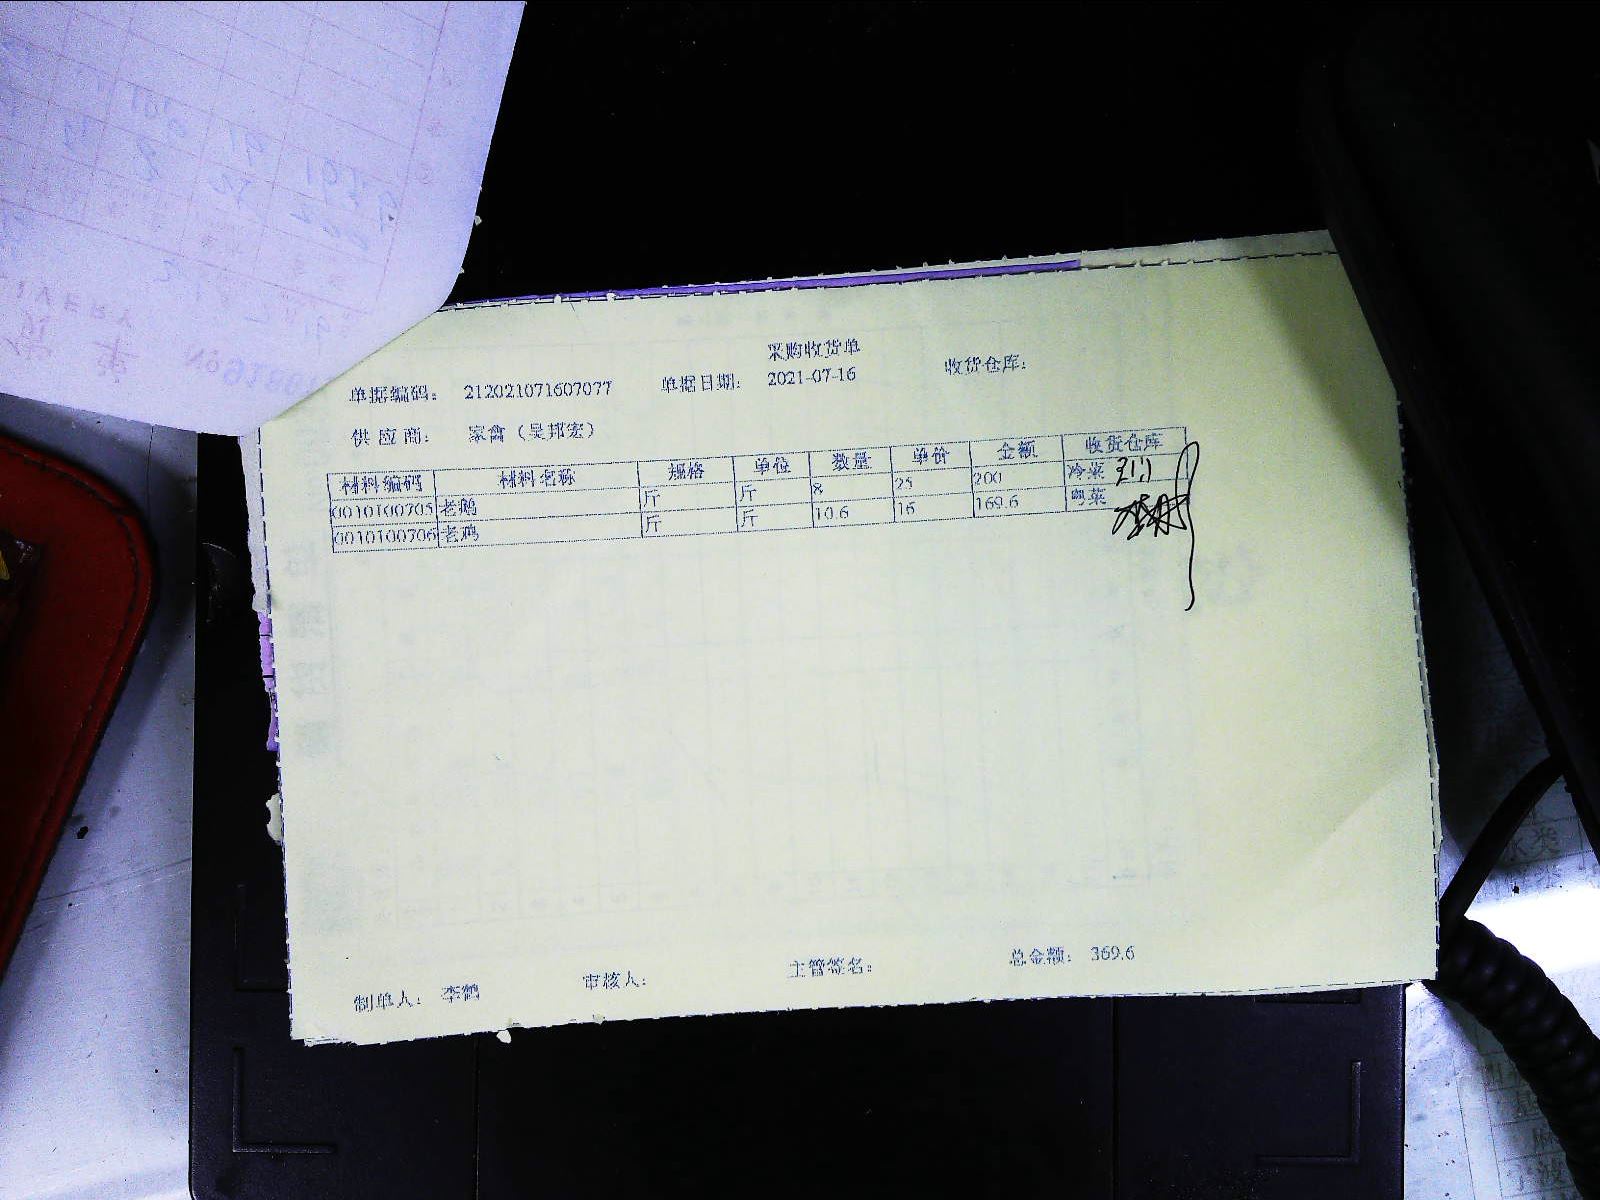 采购收货单
单据编码： 212021071607077 单据日期： 2021-07-16 收货仓库：
供应商： 家禽（吴邦宏）
材料编码 材料名称 规格 单位 数量 单价 金额 收货仓库
0010100705 老鹅 斤 斤 8 25 200 冷菜
0010100706 老鸡 斤 斤 10.6 16 169.6 粤菜
制单人： 李鹤 审核人： 主管签名： 总金额： 369.6